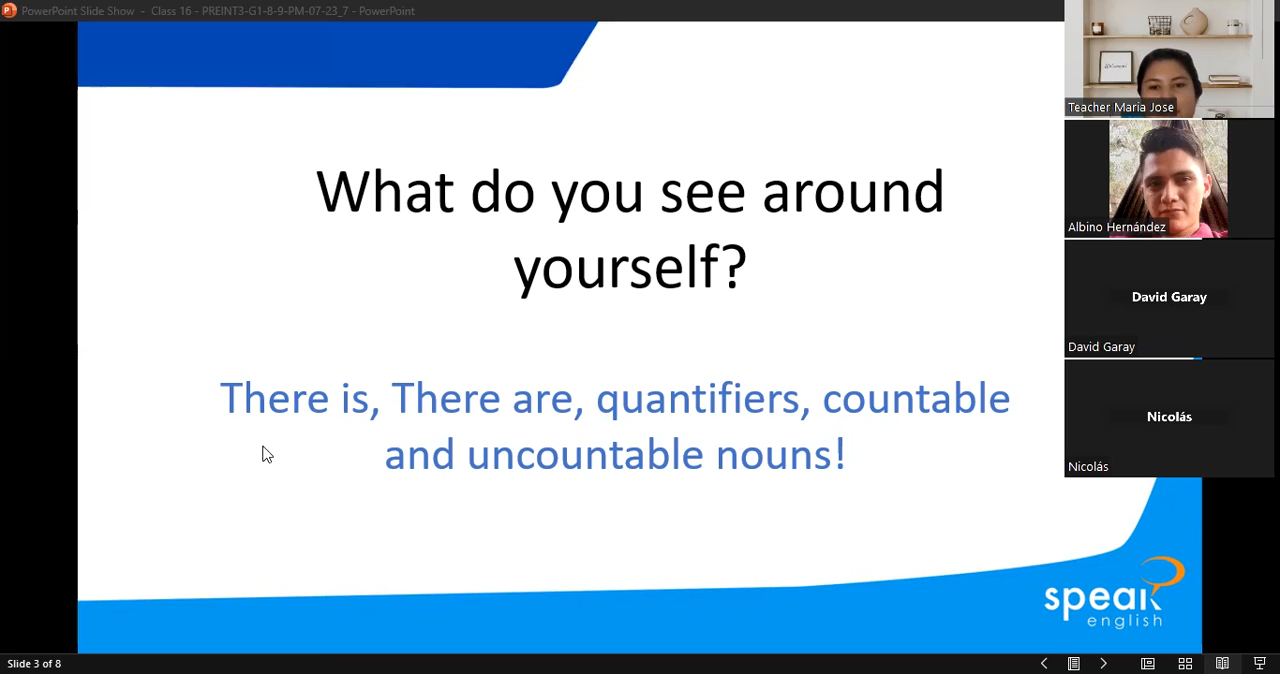 PowerPoint Slide Show - Class 16 - PREINT3-G1-8-9-PM-07-23_7 - PowerPoint
What do you see around
yourself?
There is, There are, quantifiers, countable
and uncountable nouns!
Teacher Maria Jose
Albino Hernández
David Garay
David Garay
Nicolás
Nicolás
speak
english
Slide 3 of 8